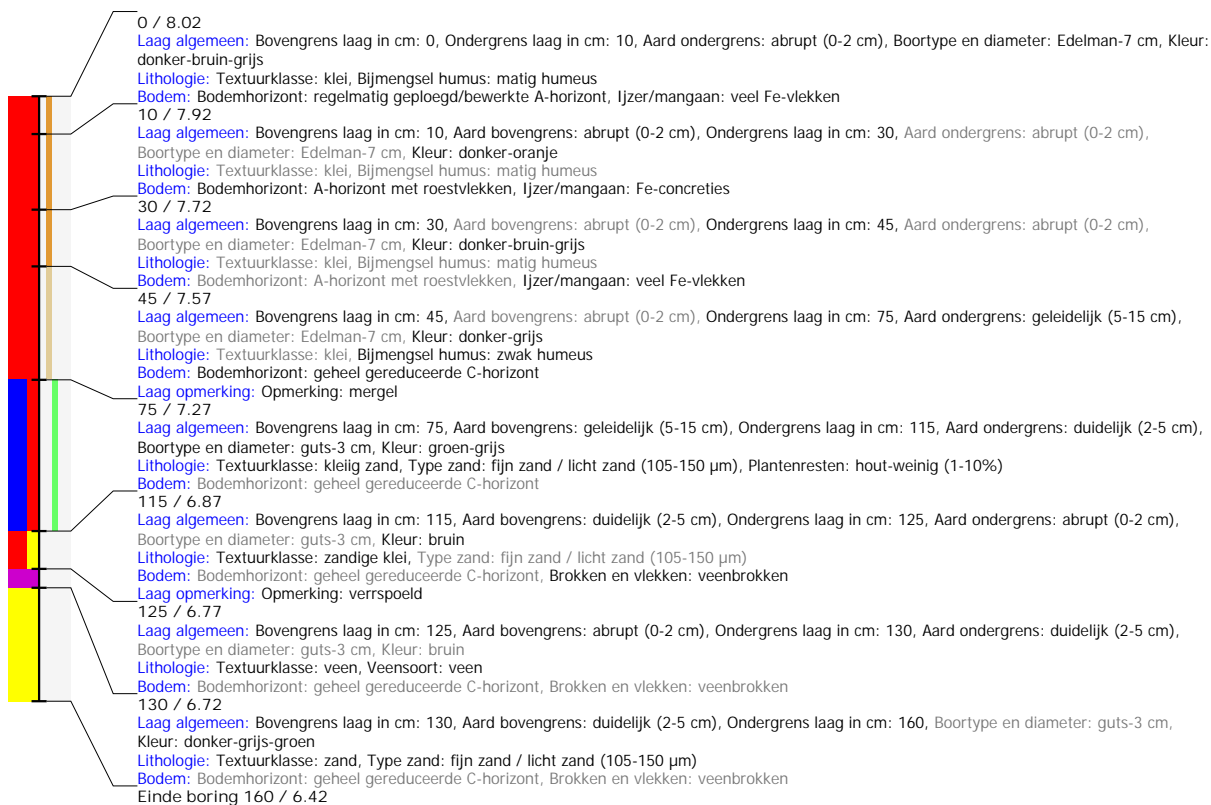 0 / 8.02
Laag algemeen: Bovengrens laag in cm: 0, Ondergrens laag in cm: 10, Aard ondergrens: abrupt (0-2 cm), Boortype en diameter: Edelman-7 cm, Kleur:
donker-bruin-grijs
Lithologie: Textuurklasse: klei, Bijmengsel humus: matig humeus
Bodem: Bodemhorizont: regelmatig geploegd/bewerkte A-horizont, Ijzer/mangaan: veel Fe-vlekken
10 / 7.92
Laag algemeen: Bovengrens laag in cm: 10, Aard bovengrens: abrupt (0-2 cm), Ondergrens laag in cm: 30, Aard ondergrens: abrupt (0-2 cm),
Boortype en diameter: Edelman-7 cm, Kleur: donker-oranje
Lithologie: Textuurklasse: klei, Bijmengsel humus: matig humeus
Bodem: Bodemhorizont: A-horizont met roestvlekken, Ijzer/mangaan: Fe-concreties
30 / 7.72
Laag algemeen: Bovengrens laag in cm: 30, Aard bovengrens: abrupt (0-2 cm), Ondergrens laag in cm: 45, Aard ondergrens: abrupt (0-2 cm),
Boortype en diameter: Edelman-7 cm, Kleur: donker-bruin-grijs
Lithologie: Textuurklasse: klei, Bijmengsel humus: matig humeus
Bodem: Bodemhorizont: A-horizont met roestvlekken, Ijzer/mangaan: veel Fe-vlekken
45 / 7.57
Laag algemeen: Bovengrens laag in cm: 45, Aard bovengrens: abrupt (0-2 cm), Ondergrens laag in cm: 75, Aard ondergrens: geleidelijk (5-15 cm),
Boortype en diameter: Edelman-7 cm, Kleur: donker-grijs
Lithologie: Textuurklasse: klei, Bijmengsel humus: zwak humeus
Bodem: Bodemhorizont: geheel gereduceerde C-horizont
Laag opmerking: Opmerking: mergel
75 / 7.27
Laag algemeen: Bovengrens laag in cm: 75, Aard bovengrens: geleidelijk (5-15 cm), Ondergrens laag in cm: 115, Aard ondergrens: duidelijk (2-5 cm),
Boortype en diameter: guts-3 cm, Kleur: groen-grijs
Lithologie: Textuurklasse: kleiig zand, Type zand: fijn zand / licht zand (105-150 µm), Plantenresten: hout-weinig (1-10%)
Bodem: Bodemhorizont: geheel gereduceerde C-horizont
115 / 6.87
Laag algemeen: Bovengrens laag in cm: 115, Aard bovengrens: duidelijk (2-5 cm), Ondergrens laag in cm: 125, Aard ondergrens: abrupt (0-2 cm),
Boortype en diameter: guts-3 cm, Kleur: bruin
Lithologie: Textuurklasse: zandige klei, Type zand: fijn zand / licht zand (105-150 µm)
Bodem: Bodemhorizont: geheel gereduceerde C-horizont, Brokken en vlekken: veenbrokken
Laag opmerking: Opmerking: verrspoeld
125 / 6.77
Laag algemeen: Bovengrens laag in cm: 125, Aard bovengrens: abrupt (0-2 cm), Ondergrens laag in cm: 130, Aard ondergrens: duidelijk (2-5 cm),
Boortype en diameter: guts-3 cm, Kleur: bruin
Lithologie: Textuurklasse: veen, Veensoort: veen
Bodem: Bodemhorizont: geheel gereduceerde C-horizont, Brokken en vlekken: veenbrokken
130 / 6.72
Laag algemeen: Bovengrens laag in cm: 130, Aard bovengrens: duidelijk (2-5 cm), Ondergrens laag in cm: 160, Boortype en diameter: guts-3 cm,
Kleur: donker-grijs-groen
Lithologie: Textuurklasse: zand, Type zand: fijn zand / licht zand (105-150 µm)
Bodem: Bodemhorizont: geheel gereduceerde C-horizont, Brokken en vlekken: veenbrokken
Einde boring 160 / 6.42